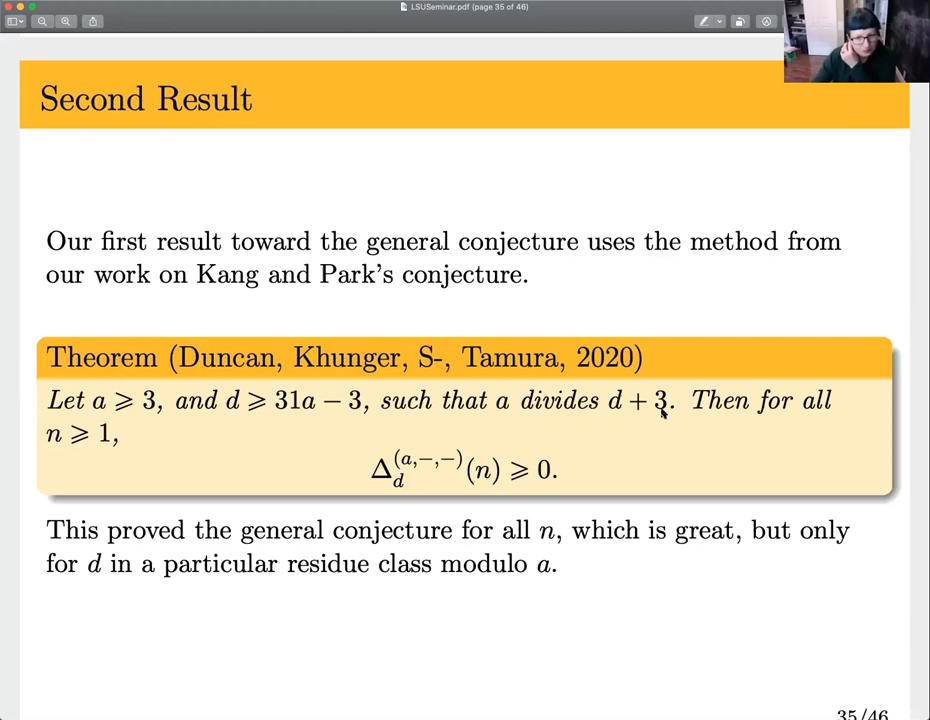 LSUSeminar.pdf (page 35 of 46)
Second Result
Our first result toward the general conjecture uses the method from
our work on Kang and Park's conjecture.
Theorem (Duncan, Khunger, S-, Tamura, 2020)
Let a ⩾ 3, and d ⩾ 31a − 3, such that a divides d + 3. Then for all
n ⩾ 1,
Δ_d^{(a,−,−)}(n) ⩾ 0.
This proved the general conjecture for all n, which is great, but only
for d in a particular residue class modulo a.
35/46